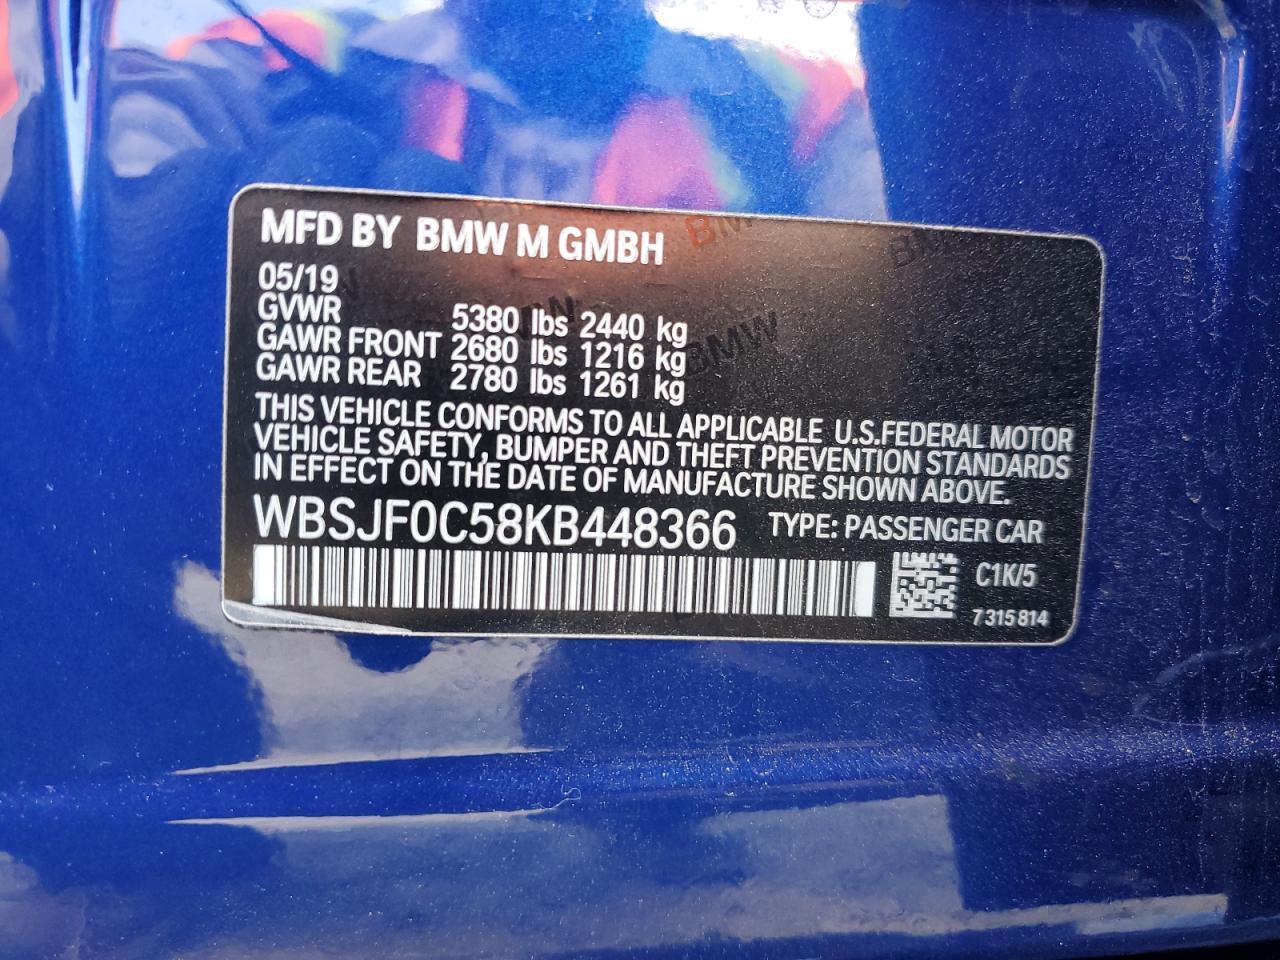 MFD BY BMW M GMBH
05/19
GVWR 5380 lbs 2440 kg
GAWR FRONT 2680 lbs 1216 kg
GAWR REAR 2780 lbs 1261 kg
THIS VEHICLE CONFORMS TO ALL APPLICABLE U.S.FEDERAL MOTOR
VEHICLE SAFETY, BUMPER AND THEFT PREVENTION STANDARDS
IN EFFECT ON THE DATE OF MANUFACTURE SHOWN ABOVE.
WBSJF0C58KB448366 TYPE: PASSENGER CAR
C1K/5
7 315 814